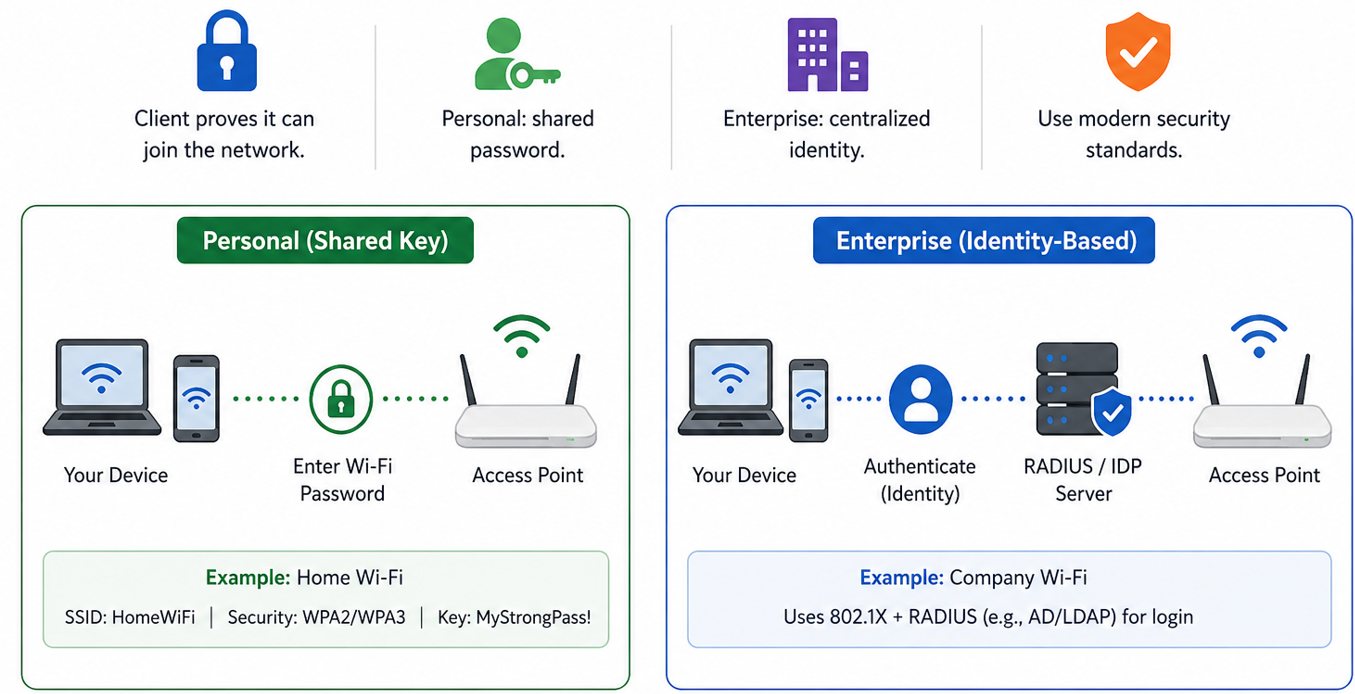 Client proves it can
join the network.
Personal: shared
password.
Enterprise: centralized
identity.
Use modern security
standards.
Personal (Shared Key)
Your Device
Enter Wi-Fi
Password
Access Point
Example: Home Wi-Fi
SSID: HomeWiFi | Security: WPA2/WPA3 | Key: MyStrongPass!
Enterprise (Identity-Based)
Your Device
Authenticate
(Identity)
RADIUS / IDP
Server
Access Point
Example: Company Wi-Fi
Uses 802.1X + RADIUS (e.g., AD/LDAP) for login